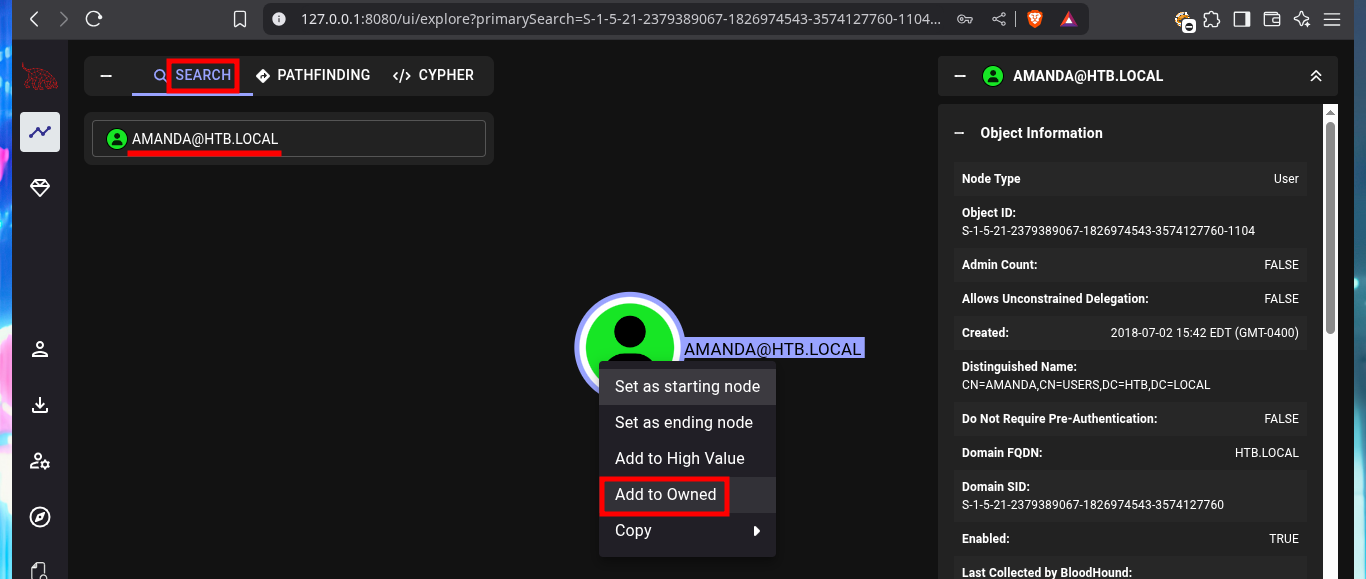 127.0.0.1:8080/ui/explore?primarySearch=S-1-5-21-2379389067-1826974543-3574127760-1104...
SEARCH
PATHFINDING
</> CYPHER
AMANDA@HTB.LOCAL
AMANDA@HTB.LOCAL
Set as starting node
Set as ending node
Add to High Value
Add to Owned
Copy
AMANDA@HTB.LOCAL
Object Information
Node Type User
Object ID:
S-1-5-21-2379389067-1826974543-3574127760-1104
Admin Count: FALSE
Allows Unconstrained Delegation: FALSE
Created: 2018-07-02 15:42 EDT (GMT-0400)
Distinguished Name:
CN=AMANDA,CN=USERS,DC=HTB,DC=LOCAL
Do Not Require Pre-Authentication: FALSE
Domain FQDN: HTB.LOCAL
Domain SID:
S-1-5-21-2379389067-1826974543-3574127760
Enabled: TRUE
Last Collected by BloodHound: